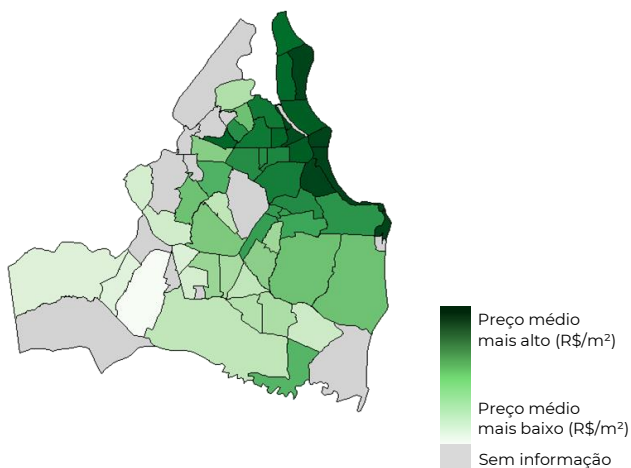 Preço médio
mais alto (R$/m²)
Preço médio
mais baixo (R$/m²)
Sem informação